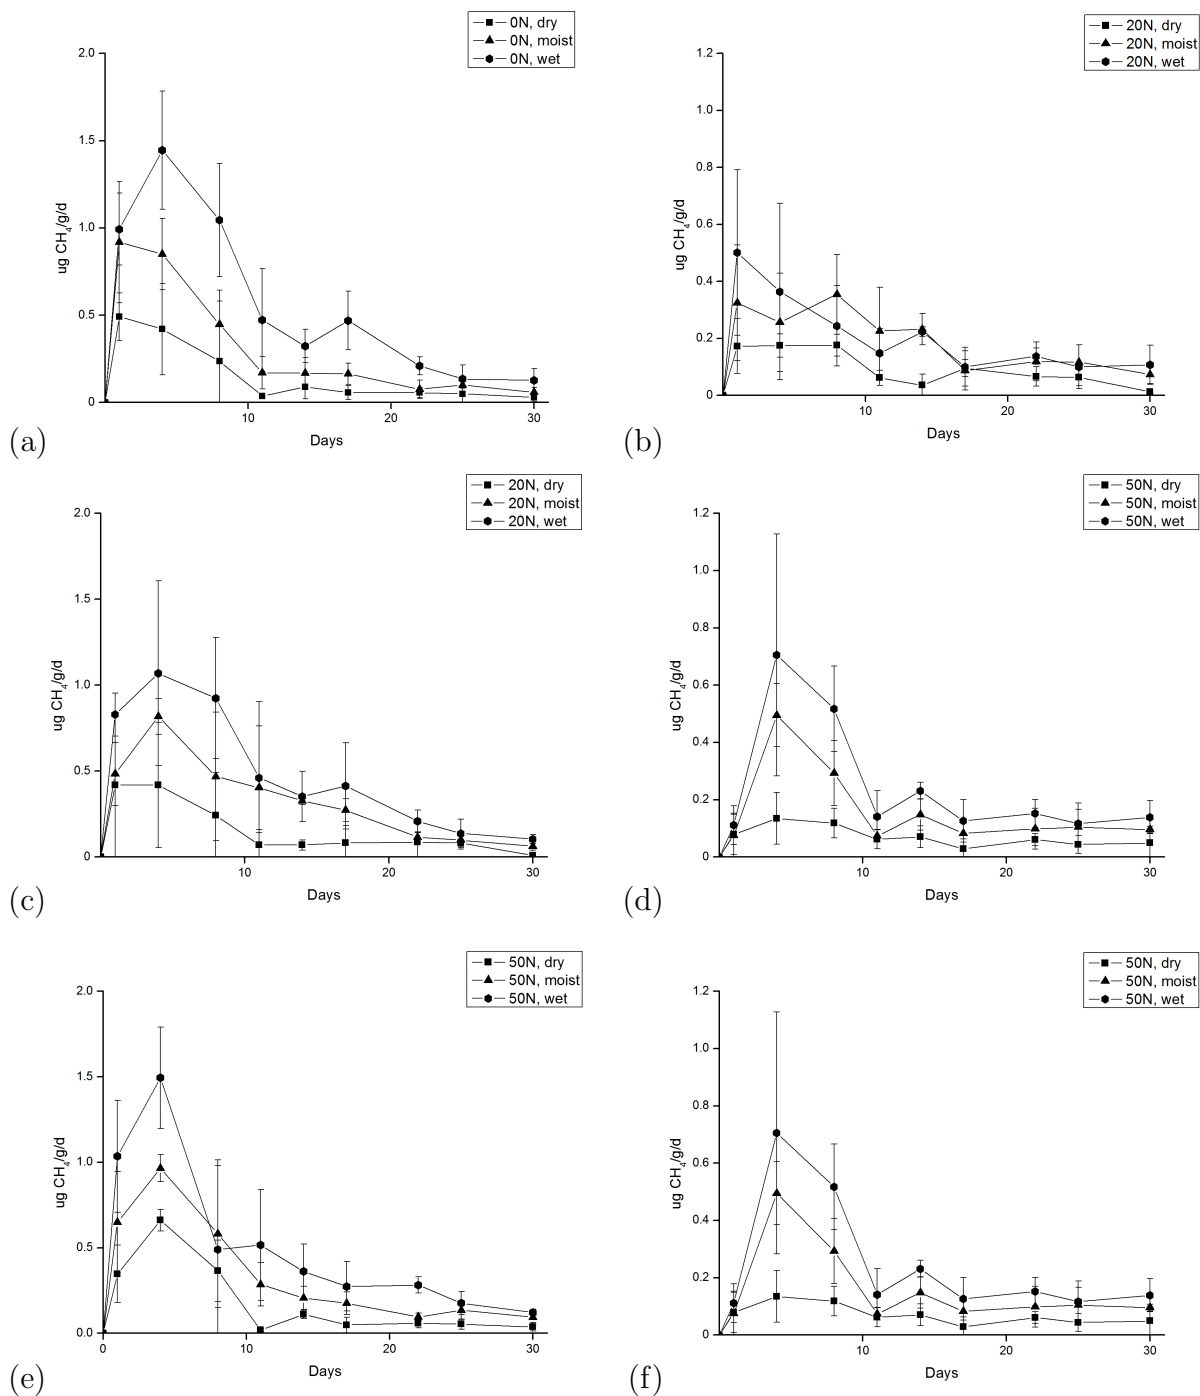 0N, dry
0N, moist
0N, wet
2.0
1.5
1.0
0.5
0
ug CH₄/g/d
10
20
30
Days
(a)
20N, dry
20N, moist
20N, wet
1.2
1.0
0.8
0.6
0.4
0.2
0
ug CH₄/g/d
10
20
30
Days
(b)
20N, dry
20N, moist
20N, wet
2.0
1.5
1.0
0.5
0
ug CH₄/g/d
10
20
30
Days
(c)
50N, dry
50N, moist
50N, wet
1.2
1.0
0.8
0.6
0.4
0.2
0
ug CH₄/g/d
10
20
30
Days
(d)
50N, dry
50N, moist
50N, wet
2.0
1.5
1.0
0.5
0.0
ug CH₄/g/d
0
10
20
30
Days
(e)
50N, dry
50N, moist
50N, wet
1.2
1.0
0.8
0.6
0.4
0.2
0
ug CH₄/g/d
10
20
30
Days
(f)